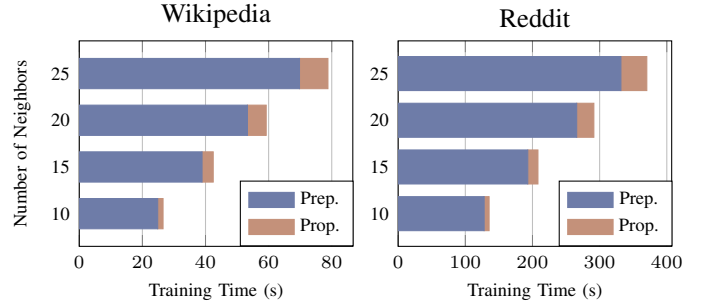 Wikipedia
Reddit
Number of Neighbors
25
20
15
10
Prep.
Prop.
0 20 40 60 80
Training Time (s)
25
20
15
10
Prep.
Prop.
0 100 200 300 400
Training Time (s)